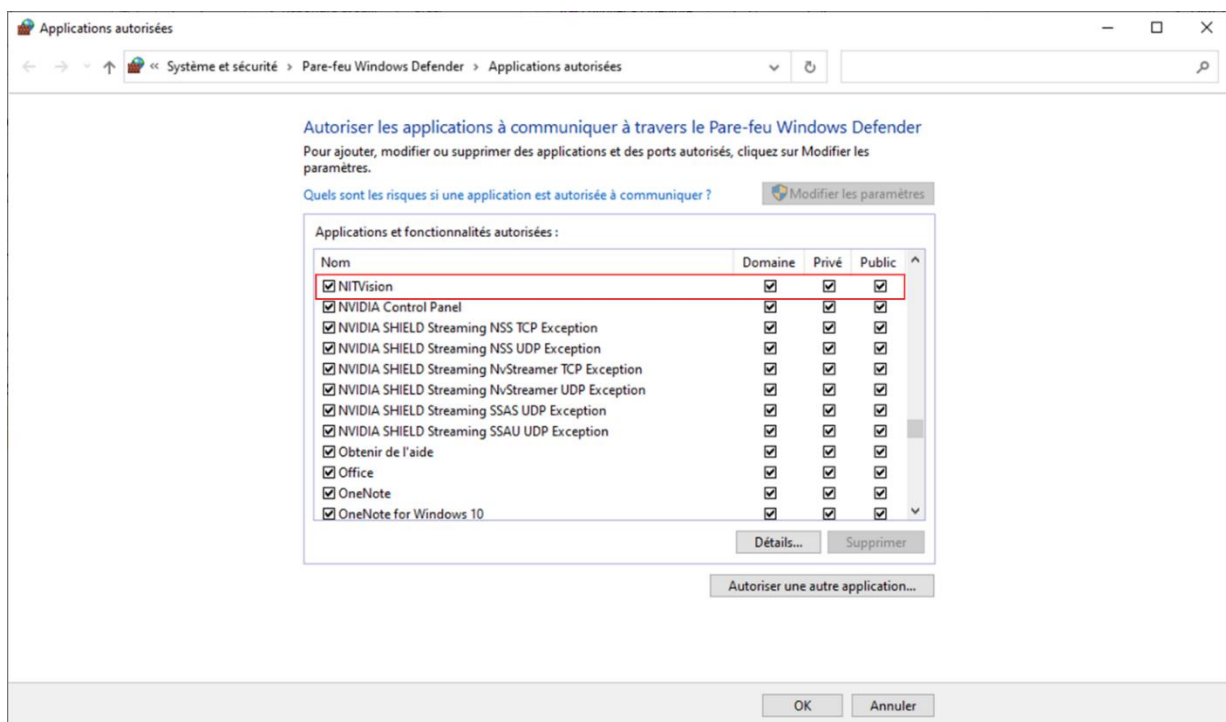 Applications autorisées
« Système et sécurité › Pare-feu Windows Defender › Applications autorisées
Autoriser les applications à communiquer à travers le Pare-feu Windows Defender
Pour ajouter, modifier ou supprimer des applications et des ports autorisés, cliquez sur Modifier les
paramètres.
Quels sont les risques si une application est autorisée à communiquer ? Modifier les paramètres
Applications et fonctionnalités autorisées :
Nom Domaine Privé Public
NITVision
NVIDIA Control Panel
NVIDIA SHIELD Streaming NSS TCP Exception
NVIDIA SHIELD Streaming NSS UDP Exception
NVIDIA SHIELD Streaming NvStreamer TCP Exception
NVIDIA SHIELD Streaming NvStreamer UDP Exception
NVIDIA SHIELD Streaming SSAS UDP Exception
NVIDIA SHIELD Streaming SSAU UDP Exception
Obtenir de l'aide
Office
OneNote
OneNote for Windows 10
Détails... Supprimer
Autoriser une autre application...
OK Annuler